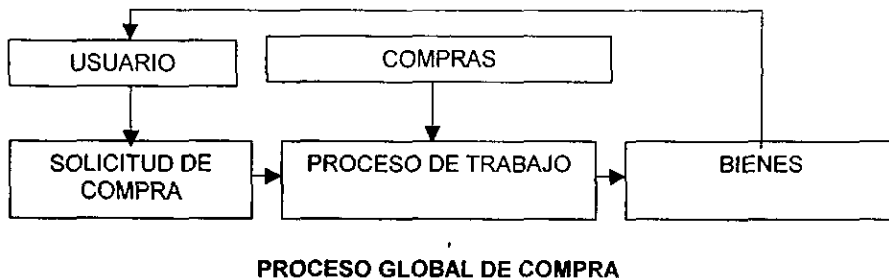 USUARIO
COMPRAS
SOLICITUD DE
COMPRA
PROCESO DE TRABAJO
BIENES
PROCESO GLOBAL DE COMPRA